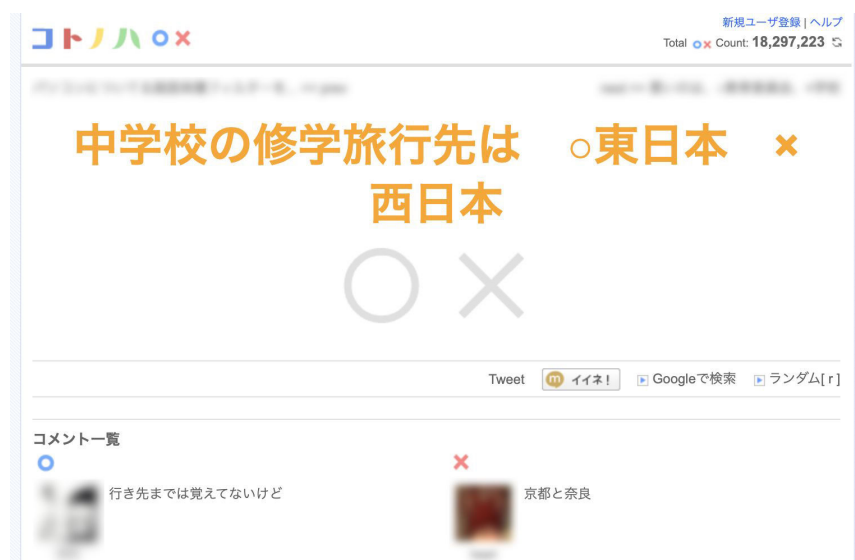 コトノハ ○×
新規ユーザ登録 | ヘルプ
Total ○× Count: 18,297,223
中学校の修学旅行先は　○東日本　×
西日本
○×
Tweet イイネ! Googleで検索 ランダム[ r ]
コメント一覧
○ ×
行き先までは覚えてないけど
京都と奈良